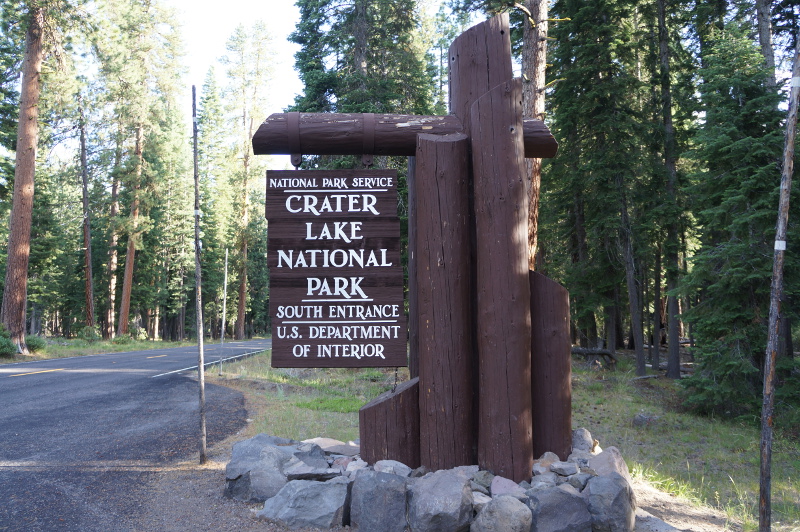 NATIONAL PARK SERVICE
CRATER
LAKE
NATIONAL
PARK
SOUTH ENTRANCE
U.S. DEPARTMENT
OF INTERIOR